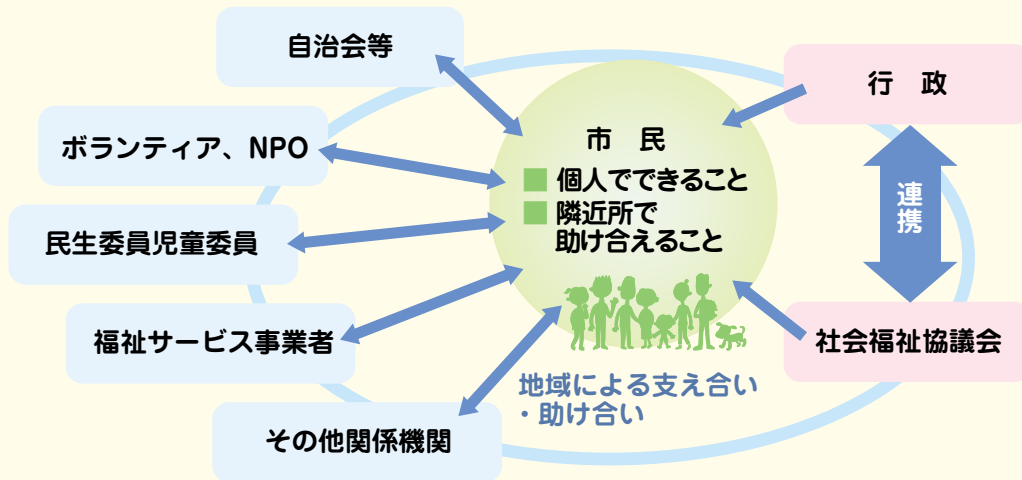 自治会等
ボランティア、NPO
民生委員児童委員
福祉サービス事業者
その他関係機関
市　民
■ 個人でできること
■ 隣近所で
助け合えること
地域による支え合い
・助け合い
行　政
連携
社会福祉協議会